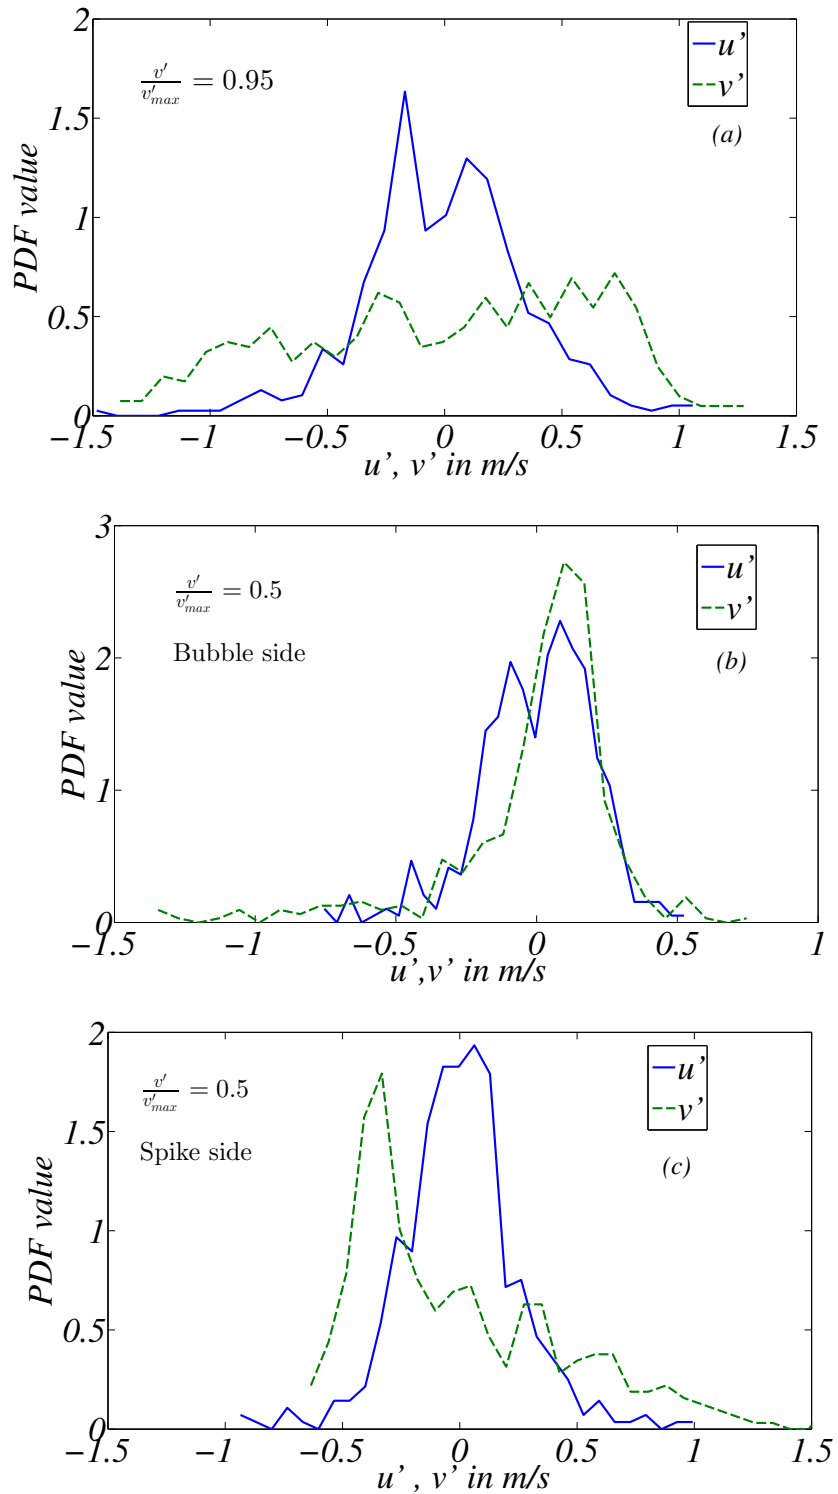 2
v'/v'max = 0.95
u'
v'
(a)
1.5
1
0.5
0
PDF value
−1.5 −1 −0.5 0 0.5 1 1.5
u', v' in m/s
3
v'/v'max = 0.5
u'
v'
Bubble side
(b)
2
1
0
PDF value
−1.5 −1 −0.5 0 0.5 1
u',v' in m/s
2
v'/v'max = 0.5
u'
v'
Spike side
(c)
1.5
1
0.5
0
PDF value
−1.5 −1 −0.5 0 0.5 1 1.5
u' , v' in m/s